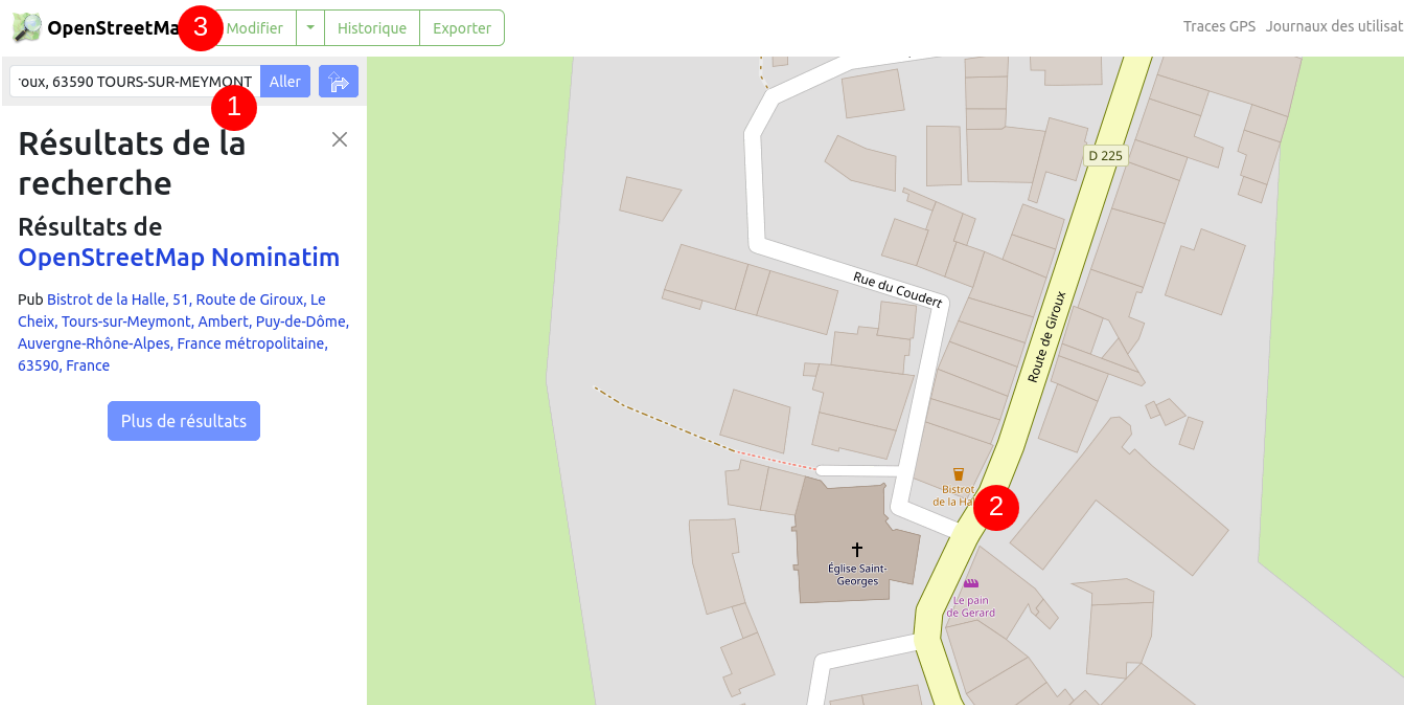 OpenStreetMa
3
Modifier
Historique
Exporter
Traces GPS
Journaux des utilisat
oux, 63590 TOURS-SUR-MEYMONT
Aller
1
Résultats de la
recherche
Résultats de
OpenStreetMap Nominatim
Pub Bistrot de la Halle, 51, Route de Giroux, Le
Cheix, Tours-sur-Meymont, Ambert, Puy-de-Dôme,
Auvergne-Rhône-Alpes, France métropolitaine,
63590, France
Plus de résultats
D 225
Rue du Coudert
Route de Giroux
Bistrot
de la Ha
2
Église Saint-
Georges
Le pain
de Gerard